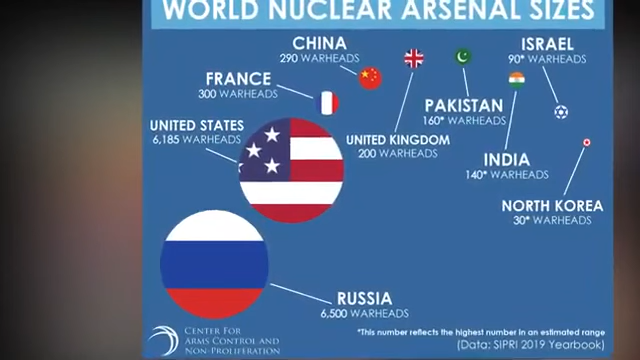 WORLD NUCLEAR ARSENAL SIZES
CHINA
290 WARHEADS
ISRAEL
90* WARHEADS
FRANCE
300 WARHEADS
PAKISTAN
160* WARHEADS
UNITED STATES
6,185 WARHEADS
UNITED KINGDOM
200 WARHEADS
INDIA
140* WARHEADS
NORTH KOREA
30* WARHEADS
RUSSIA
6,500 WARHEADS
CENTER FOR
ARMS CONTROL AND
NON-PROLIFERATION
*This number reflects the highest number in an estimated range
(Data: SIPRI 2019 Yearbook)